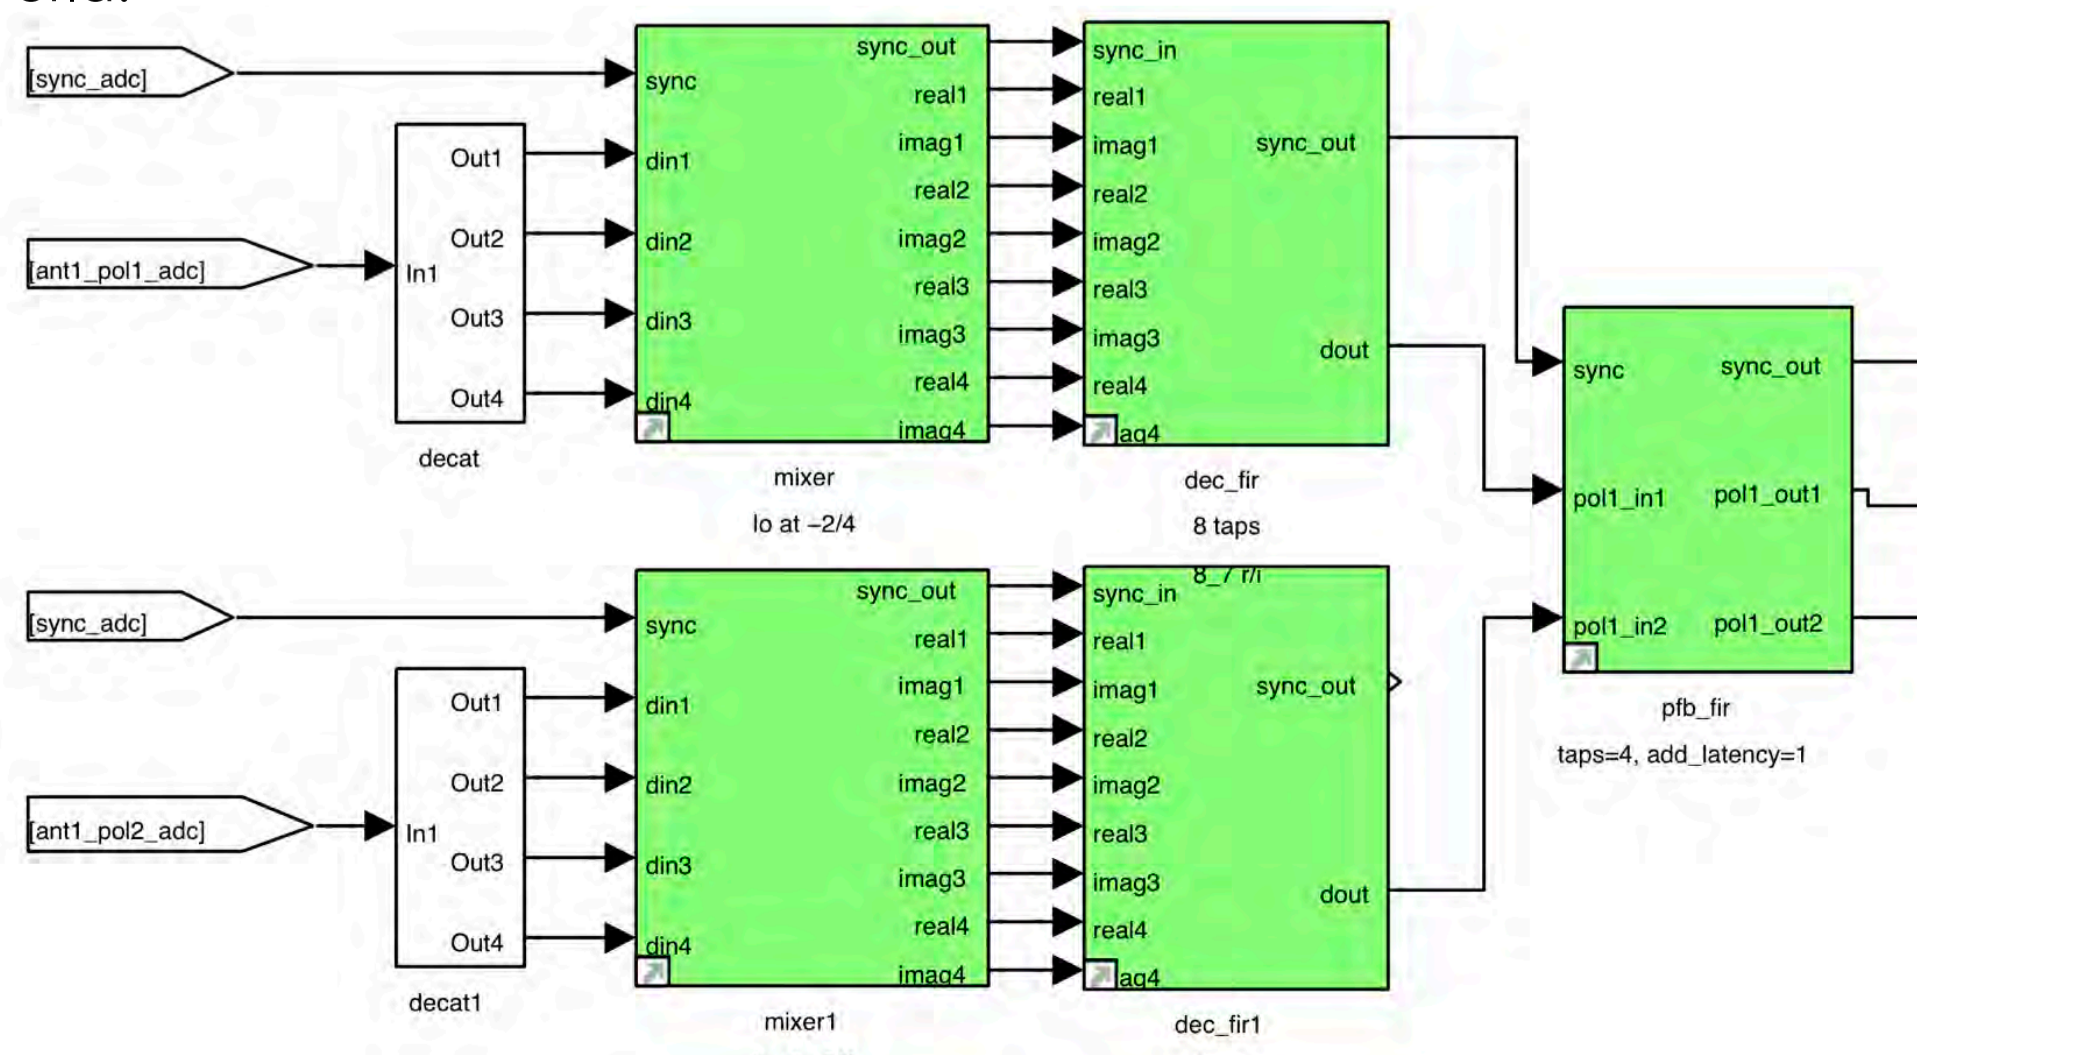 [sync_adc]
[ant1_pol1_adc]
In1
Out1
Out2
Out3
Out4
decat
sync
din1
din2
din3
din4
sync_out
real1
imag1
real2
imag2
real3
imag3
real4
imag4
mixer
lo at −2/4
sync_in
real1
imag1
real2
imag2
real3
imag3
real4
ag4
sync_out
dout
dec_fir
8 taps
8_7 r/i
[sync_adc]
[ant1_pol2_adc]
In1
Out1
Out2
Out3
Out4
decat1
sync
din1
din2
din3
din4
sync_out
real1
imag1
real2
imag2
real3
imag3
real4
imag4
mixer1
sync_in
real1
imag1
real2
imag2
real3
imag3
real4
ag4
sync_out
dout
dec_fir1
sync
pol1_in1
pol1_in2
sync_out
pol1_out1
pol1_out2
pfb_fir
taps=4, add_latency=1